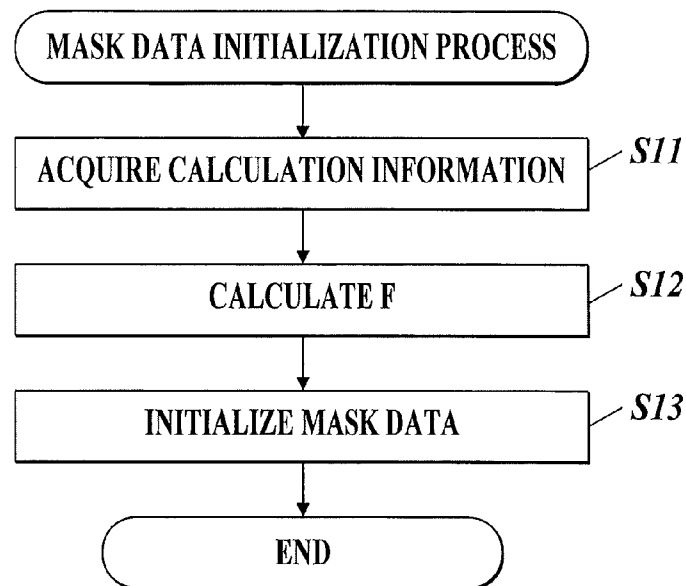 MASK DATA INITIALIZATION PROCESS
ACQUIRE CALCULATION INFORMATION
S11
CALCULATE F
S12
INITIALIZE MASK DATA
S13
END